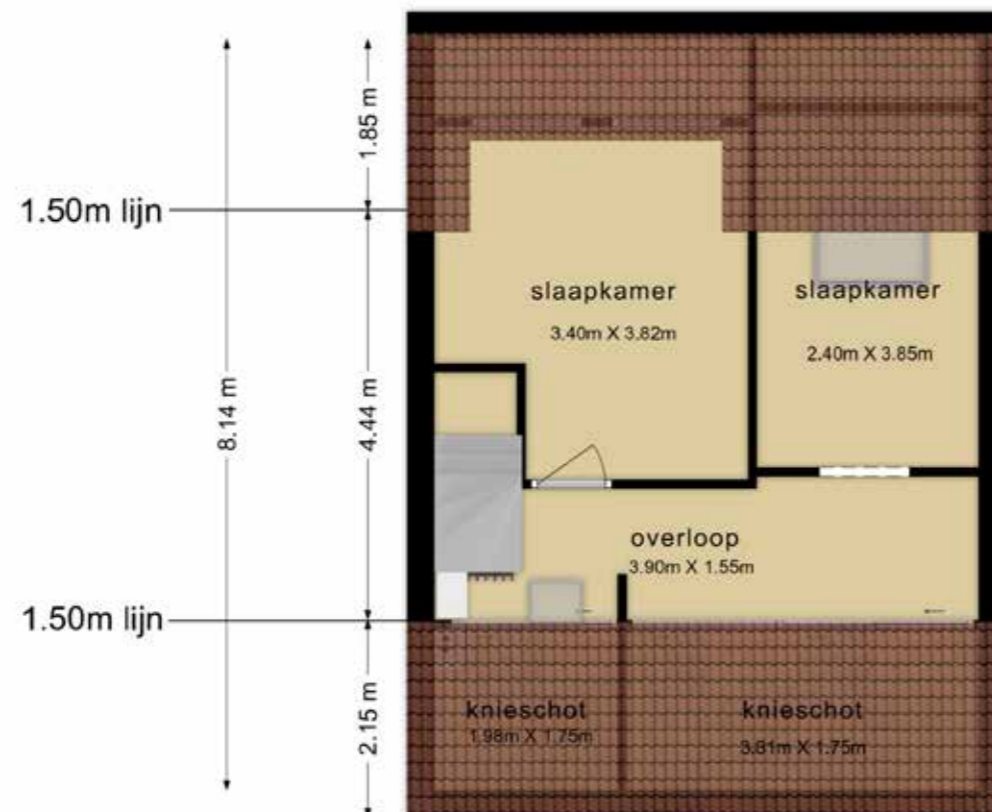 1.85 m
1.50m lijn
slaapkamer
3.40m X 3.82m
slaapkamer
2.40m X 3.85m
8.14 m
4.44 m
overloop
3.90m X 1.55m
1.50m lijn
2.15 m
knieschot
1.98m X 1.75m
knieschot
3.81m X 1.75m